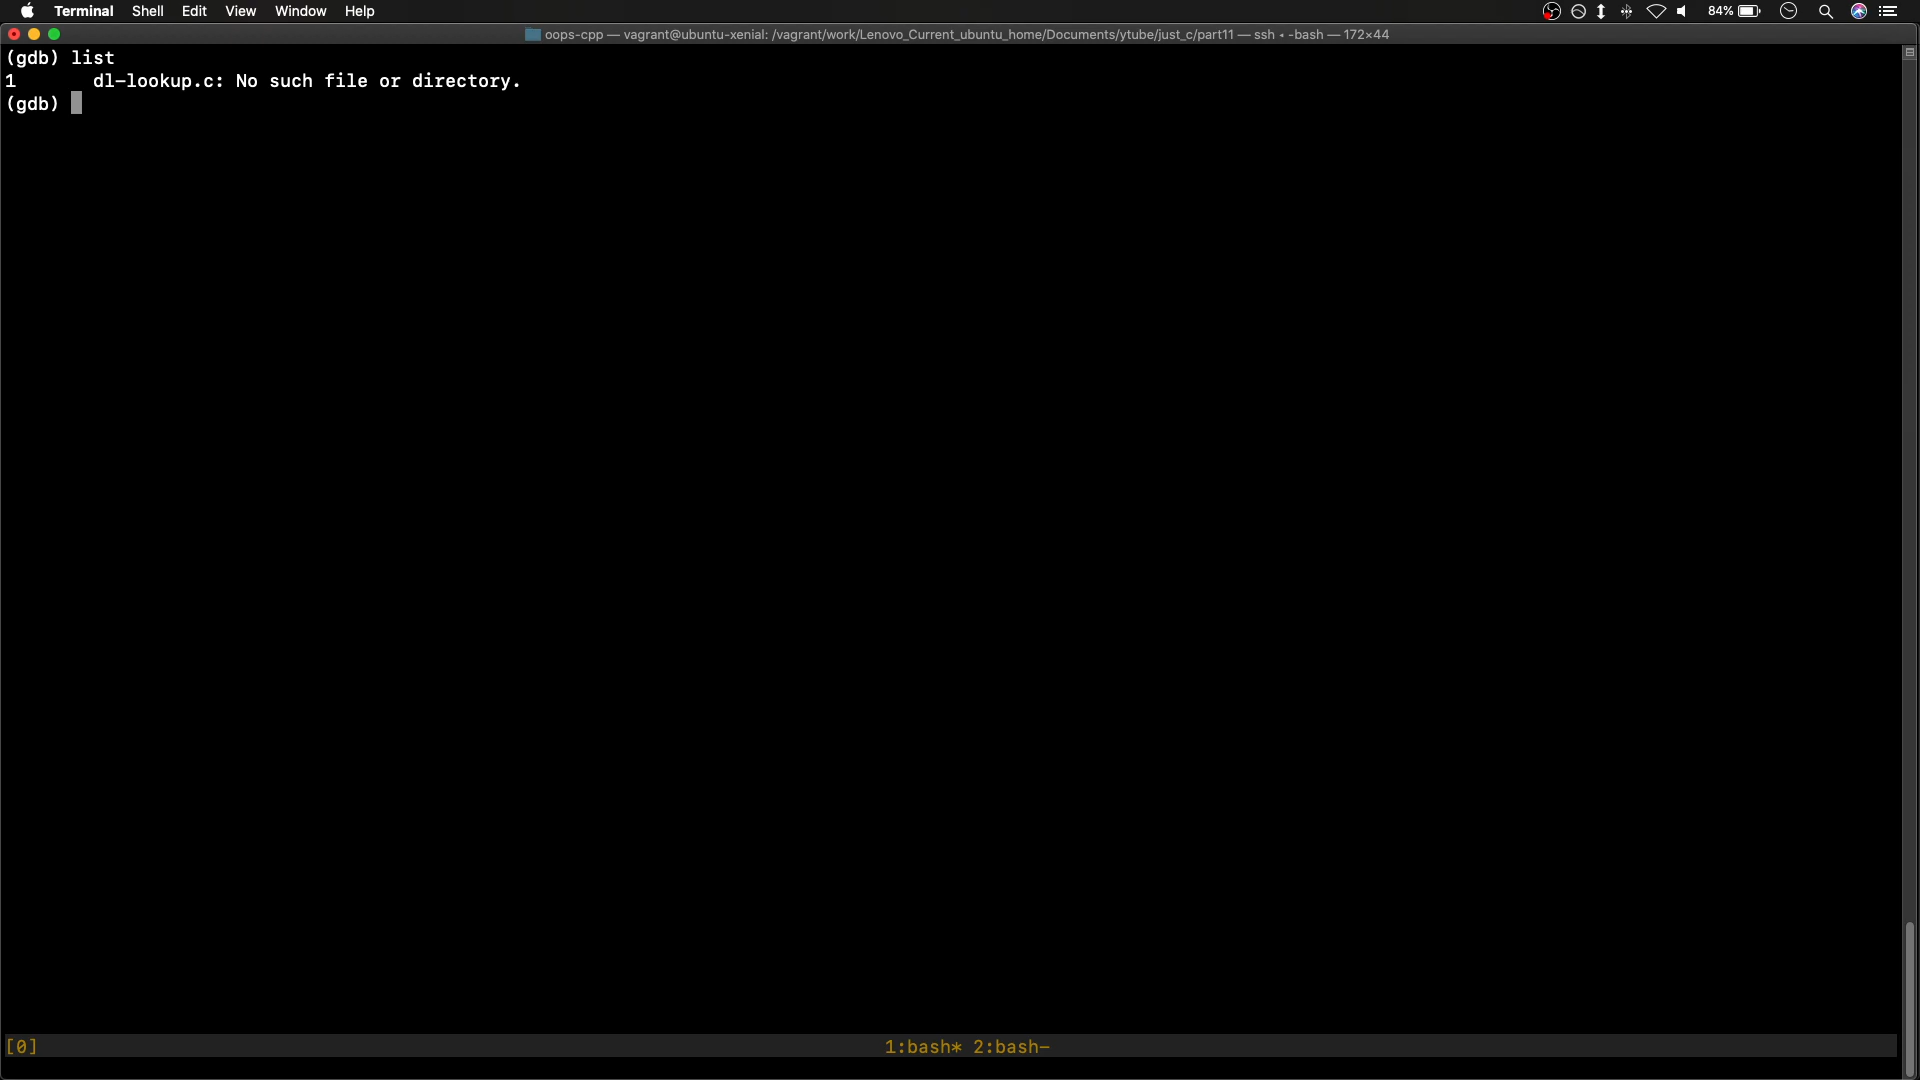 Terminal Shell Edit View Window Help 84%
oops-cpp — vagrant@ubuntu-xenial: /vagrant/work/Lenovo_Current_ubuntu_home/Documents/ytube/just_c/part11 — ssh ◂ -bash — 172×44
(gdb) list
1       dl-lookup.c: No such file or directory.
(gdb)
[0] 1:bash* 2:bash-